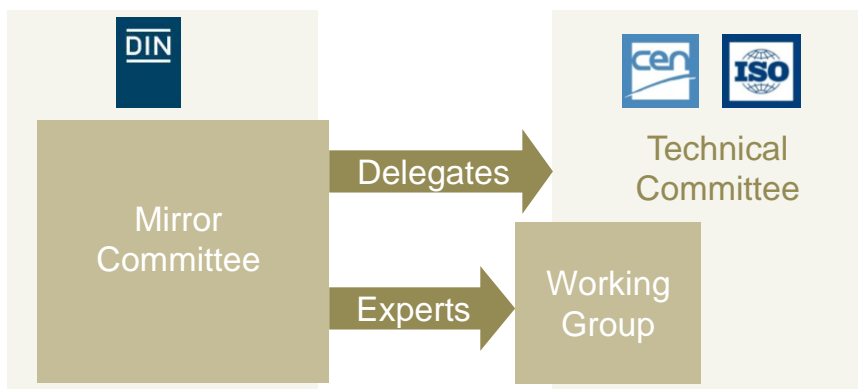 DIN
cen
ISO
Delegates
Technical
Committee
Mirror
Committee
Experts
Working
Group